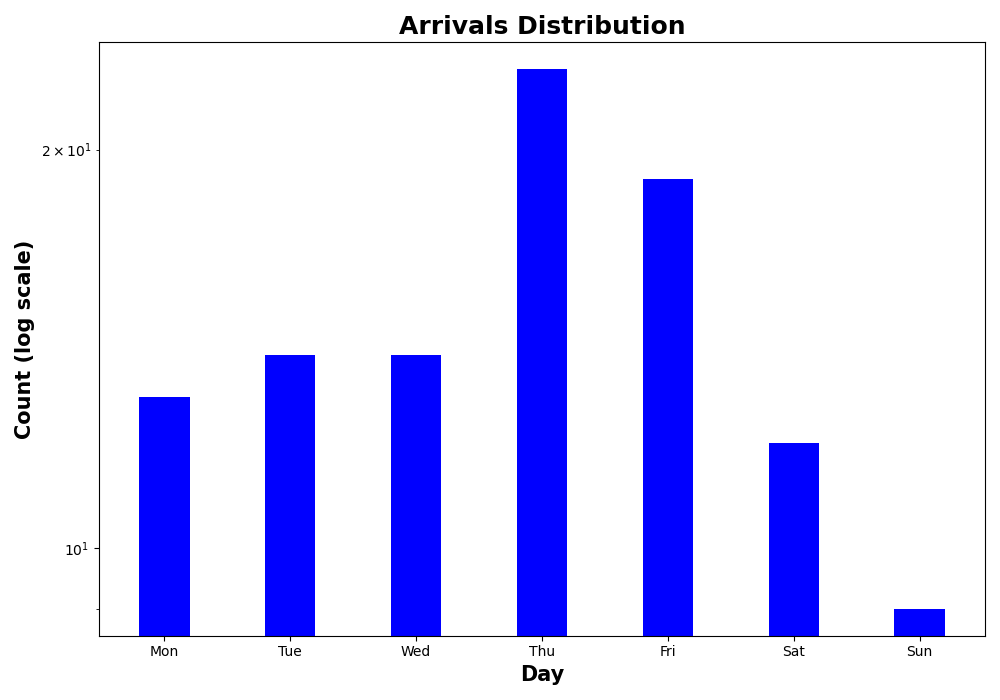 Arrivals Distribution
Count (log scale)
2 × 10¹
10¹
Mon Tue Wed Thu Fri Sat Sun
Day